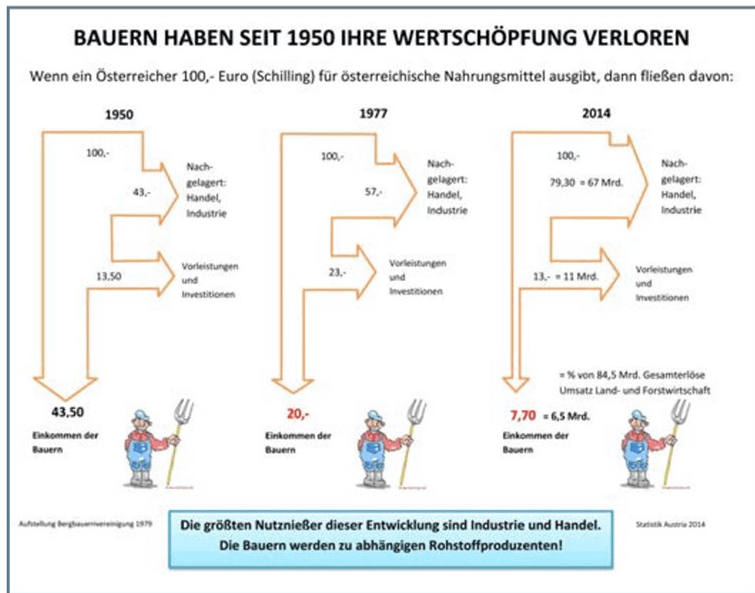 BAUERN HABEN SEIT 1950 IHRE WERTSCHÖPFUNG VERLOREN
Wenn ein Österreicher 100,- Euro (Schilling) für österreichische Nahrungsmittel ausgibt, dann fließen davon:
1950
100,-
43,-
Nach-
gelagert:
Handel,
Industrie
13,50
Vorleistungen
und
Investitionen
43,50
Einkommen der
Bauern
1977
100,-
57,-
Nach-
gelagert:
Handel,
Industrie
23,-
Vorleistungen
und
Investitionen
20,-
Einkommen der
Bauern
2014
100,-
79,30 = 67 Mrd.
Nach-
gelagert:
Handel,
Industrie
13,- = 11 Mrd.
Vorleistungen
und
Investitionen
= % von 84,5 Mrd. Gesamterlöse
Umsatz Land- und Forstwirtschaft
7,70 = 6,5 Mrd.
Einkommen der
Bauern
Aufstellung Bergbauernvereinigung 1979
Die größten Nutznießer dieser Entwicklung sind Industrie und Handel.
Die Bauern werden zu abhängigen Rohstoffproduzenten!
Statistik Austria 2014